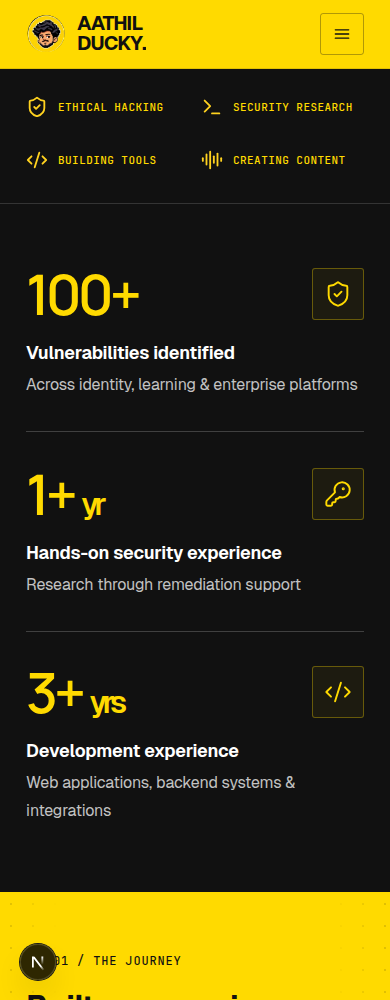 AATHIL
DUCKY.
ETHICAL HACKING
SECURITY RESEARCH
BUILDING TOOLS
CREATING CONTENT
100+
Vulnerabilities identified
Across identity, learning & enterprise platforms
1+ yr
Hands-on security experience
Research through remediation support
3+ yrs
Development experience
Web applications, backend systems &
integrations
N
01 / THE JOURNEY